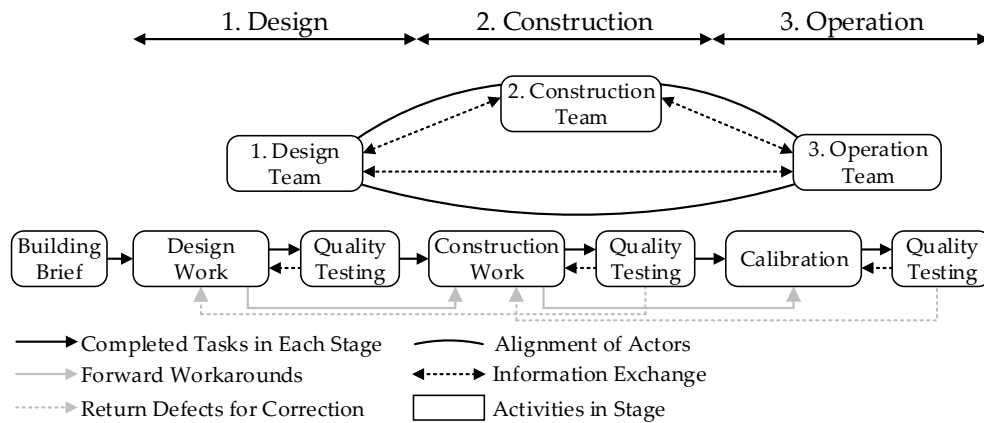 1. Design
2. Construction
3. Operation
2. Construction
Team
1. Design
Team
3. Operation
Team
Building
Brief
Design
Work
Quality
Testing
Construction
Work
Quality
Testing
Calibration
Quality
Testing
Completed Tasks in Each Stage
Alignment of Actors
Forward Workarounds
Information Exchange
Return Defects for Correction
Activities in Stage